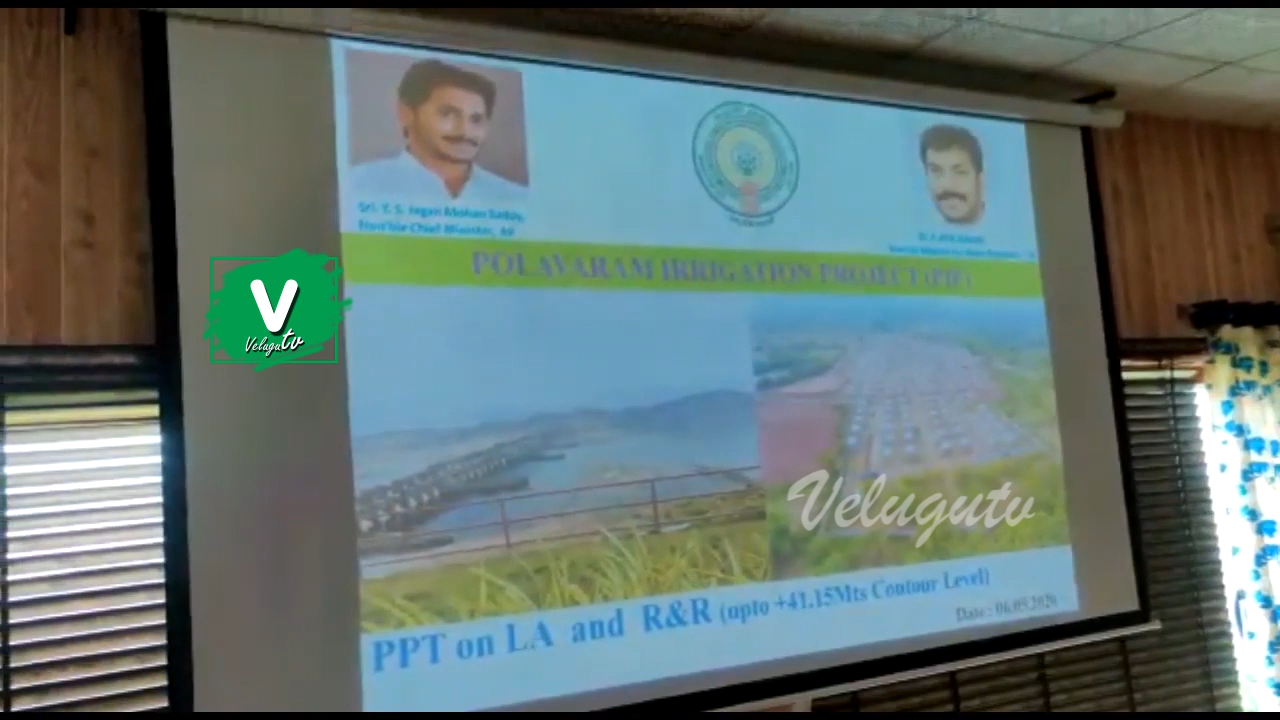 Sri. Y. S. Jagan Mohan Reddy,
Hon'ble Chief Minister, AP
POLAVARAM IRRIGATION PROJECT (PIP)
V
Velugutv
Velugutv
PPT on LA and R&R (upto +41.15Mts Contour Level)
Date : 06.05.2020